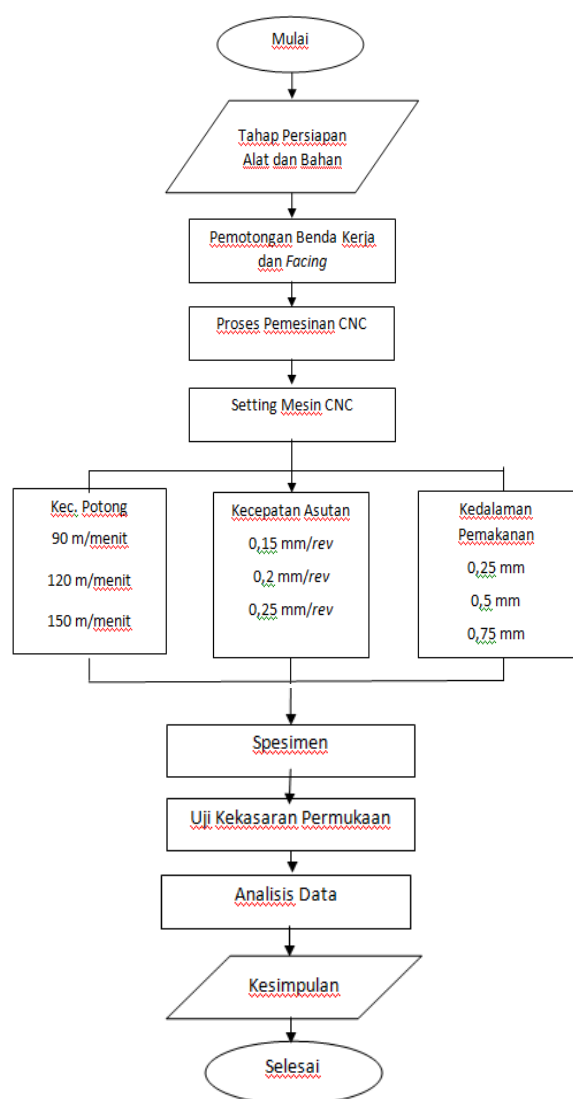 Mulai
Tahap Persiapan
Alat dan Bahan
Pemotongan Benda Kerja
dan Facing
Proses Pemesinan CNC
Setting Mesin CNC
Kec. Potong
90 m/menit
120 m/menit
150 m/menit
Kecepatan Asutan
0,15 mm/rev
0,2 mm/rev
0,25 mm/rev
Kedalaman
Pemakanan
0,25 mm
0,5 mm
0,75 mm
Spesimen
Uji Kekasaran Permukaan
Analisis Data
Kesimpulan
Selesai